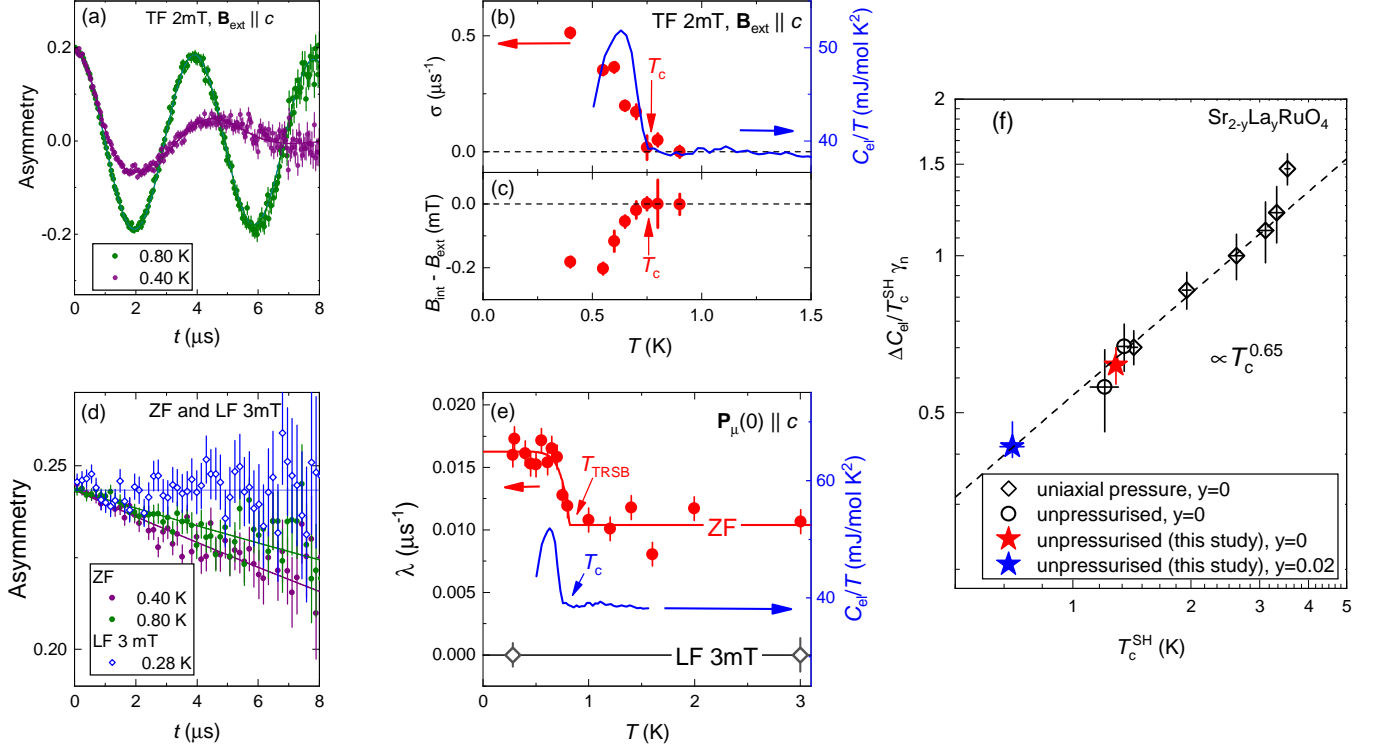 (a) TF 2mT, B_ext || c
0.2
0.0
-0.2
Asymmetry
0.80 K
0.40 K
0 2 4 6 8
t (μs)
(b) TF 2mT, B_ext || c
0.5
0.0
σ (μs⁻¹)
T_c
50
40
C_el/T (mJ/mol K²)
(c)
0.0
-0.2
B_int - B_ext (mT)
T_c
0.0 0.5 1.0 1.5
T (K)
(d) ZF and LF 3mT
0.25
0.20
Asymmetry
ZF
0.40 K
0.80 K
LF 3 mT
0.28 K
0 2 4 6 8
t (μs)
(e) P_μ(0) || c
0.020
0.015
0.010
0.005
0.000
λ (μs⁻¹)
T_TRSB
ZF
T_c
LF 3mT
60
40
C_el/T (mJ/mol K²)
0 1 2 3
T (K)
(f) Sr_2-yLa_yRuO_4
2
1.5
1
0.5
ΔC_el/T_c^SH γ_n
∝T_c^0.65
uniaxial pressure, y=0
unpressurised, y=0
unpressurised (this study), y=0
unpressurised (this study), y=0.02
1 2 3 4 5
T_c^SH (K)